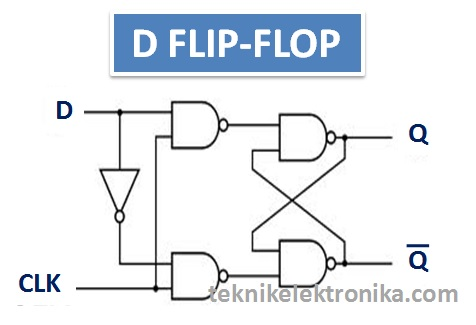 D FLIP-FLOP
D
Q
Q̅
CLK
teknikelektronika.com